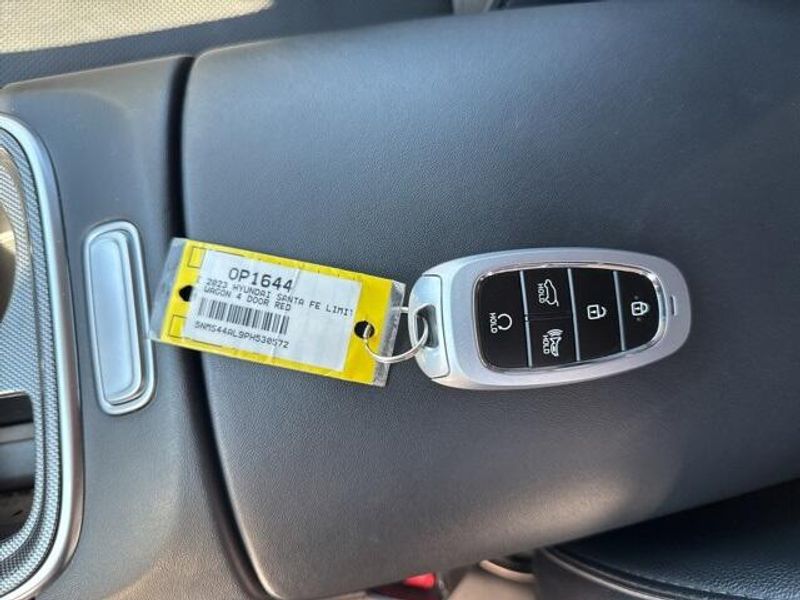 OP1644
2023 HYUNDAI SANTA FE LIMIT
WAGON 4 DOOR RED
5NMS44AL9PH530572
HOLD
HOLD
HOLD